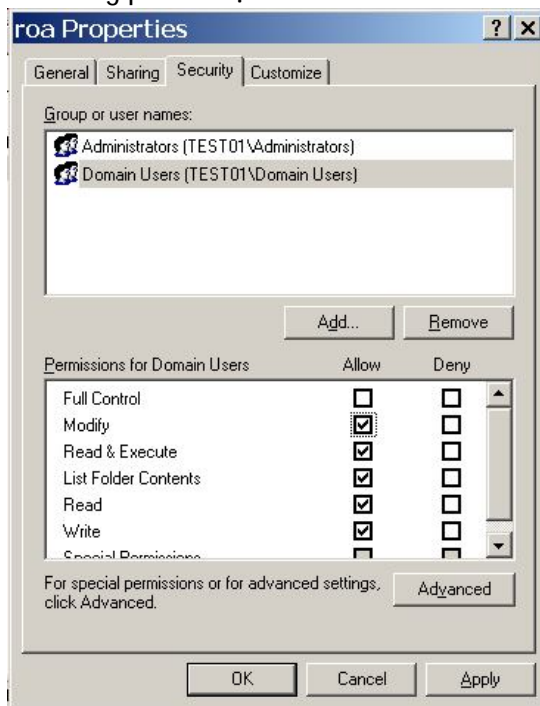 roa Properties
General Sharing Security Customize
Group or user names:
Administrators (TEST01\Administrators)
Domain Users (TEST01\Domain Users)
Add... Remove
Permissions for Domain Users Allow Deny
Full Control
Modify
Read & Execute
List Folder Contents
Read
Write
Special Permissions
For special permissions or for advanced settings, Advanced
click Advanced.
OK Cancel Apply